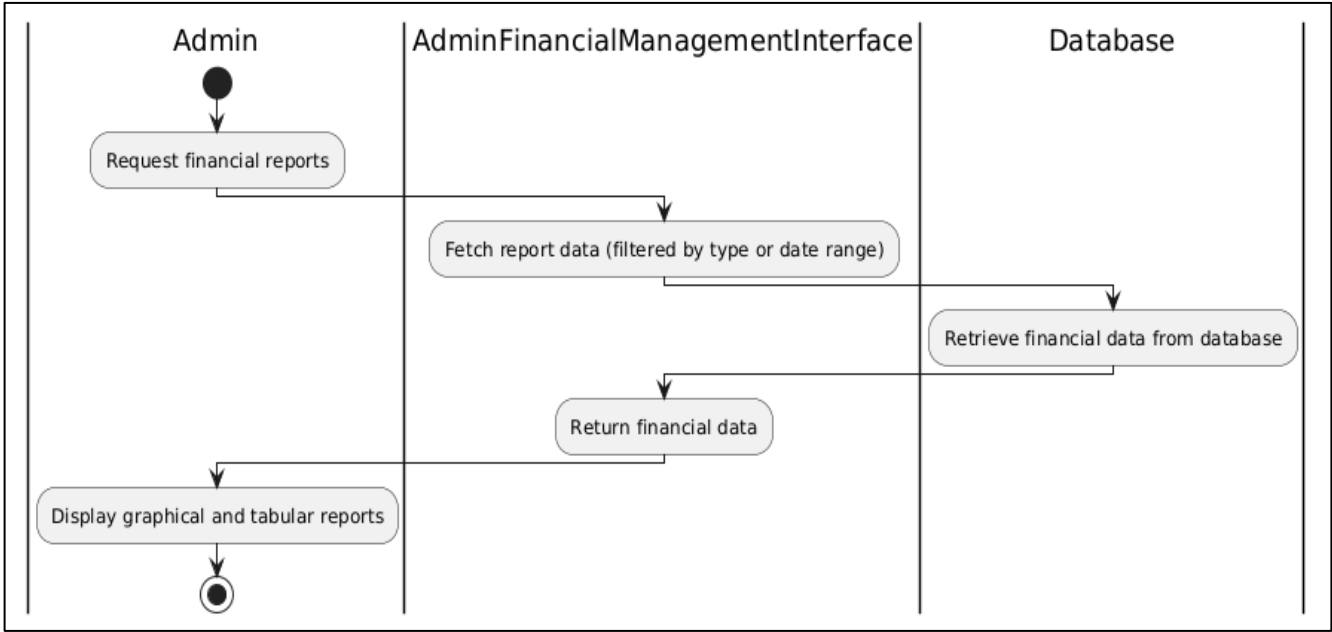 Admin
AdminFinancialManagementInterface
Database
Request financial reports
Fetch report data (filtered by type or date range)
Retrieve financial data from database
Return financial data
Display graphical and tabular reports